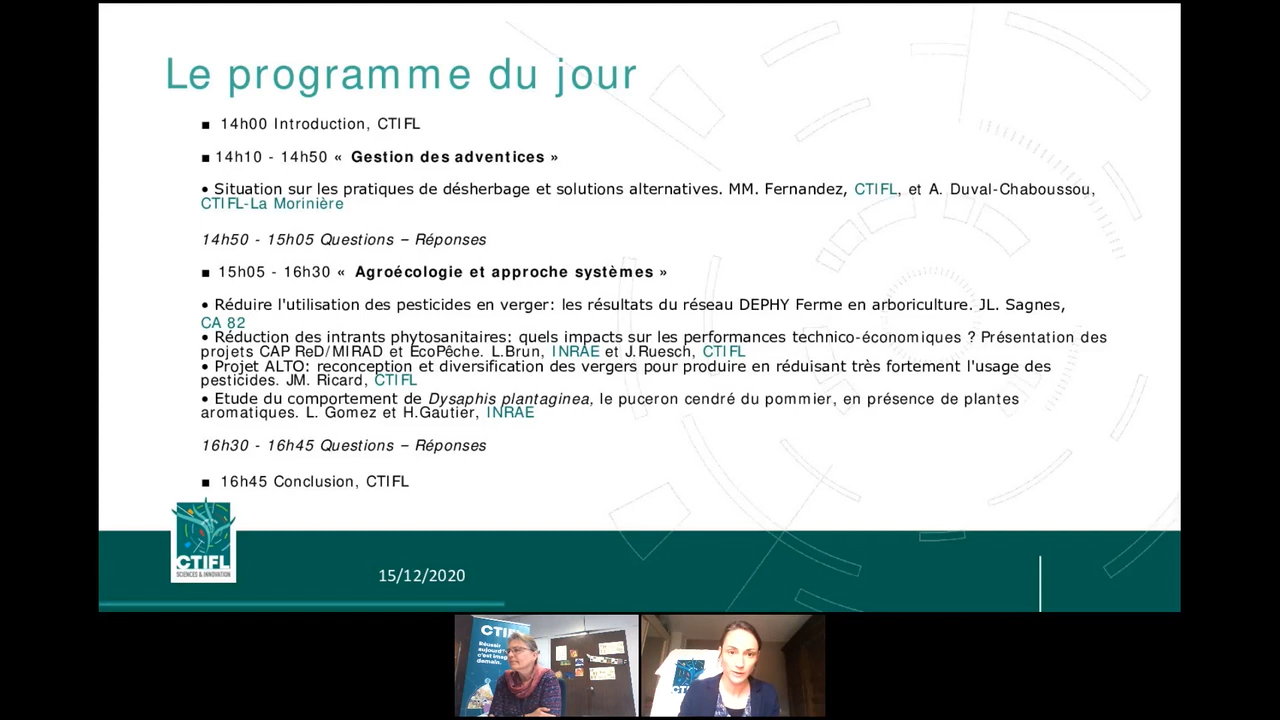 Le programme du jour
■ 14h00 Introduction, CTIFL
■ 14h10 - 14h50 « Gestion des adventices »
• Situation sur les pratiques de désherbage et solutions alternatives. MM. Fernandez, CTIFL, et A. Duval-Chaboussou,
CTIFL-La Morinière
14h50 - 15h05 Questions – Réponses
■ 15h05 - 16h30 « Agroécologie et approche systèmes »
• Réduire l'utilisation des pesticides en verger: les résultats du réseau DEPHY Ferme en arboriculture. JL. Sagnes,
CA 82
• Réduction des intrants phytosanitaires: quels impacts sur les performances technico-économiques ? Présentation des
projets CAP ReD/MIRAD et EcoPêche. L.Brun, INRAE et J.Ruesch, CTIFL
• Projet ALTO: reconception et diversification des vergers pour produire en réduisant très fortement l'usage des
pesticides. JM. Ricard, CTIFL
• Etude du comportement de Dysaphis plantaginea, le puceron cendré du pommier, en présence de plantes
aromatiques. L. Gomez et H.Gautier, INRAE
16h30 - 16h45 Questions – Réponses
■ 16h45 Conclusion, CTIFL
CTIFL
SCIENCES & INNOVATION
15/12/2020
CTIFL
Réussir
aujourd'
c'est
demain.